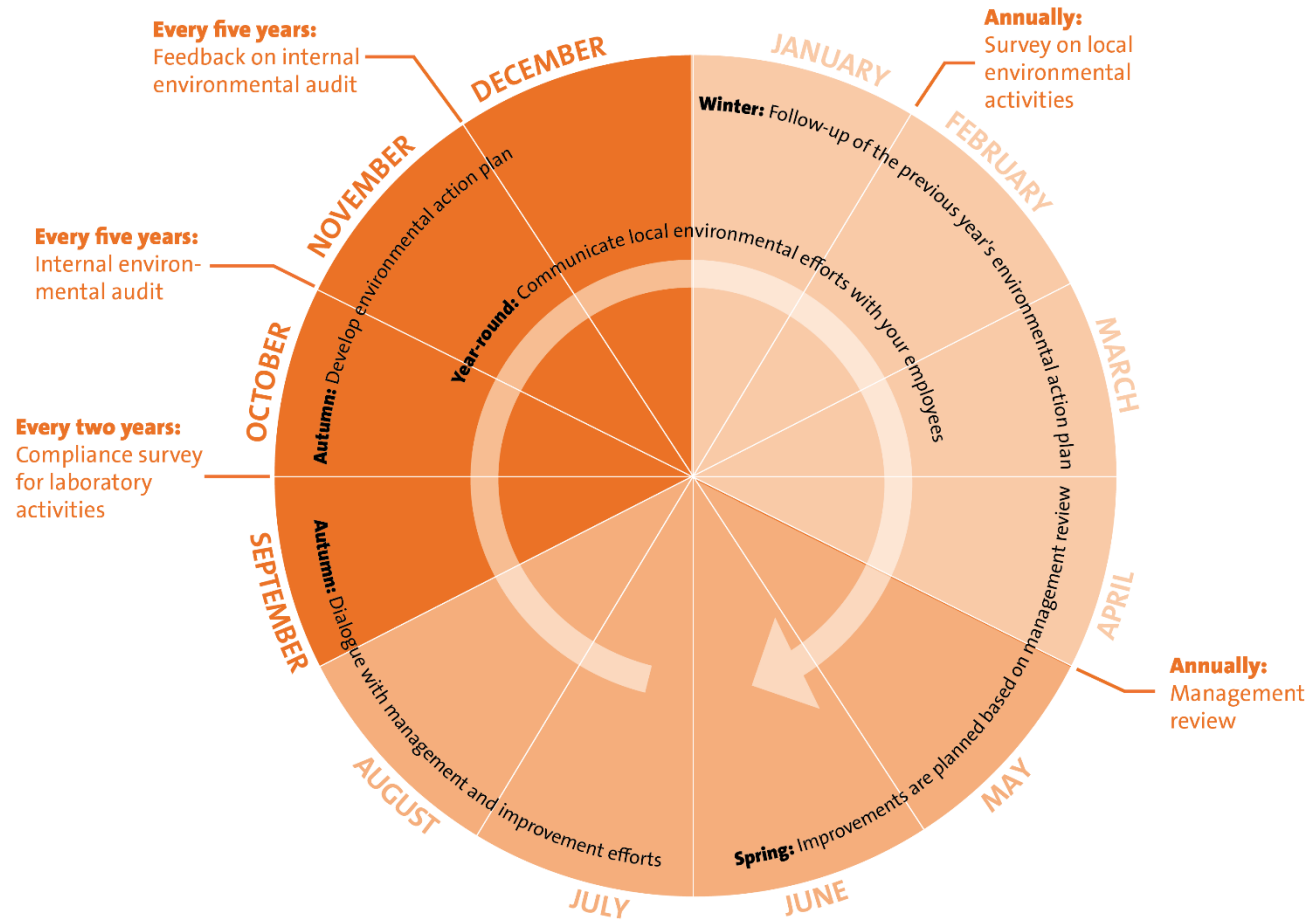 Every five years:
Feedback on internal
environmental audit
DECEMBER
JANUARY
Annually:
Survey on local
environmental
activities
FEBRUARY
NOVEMBER
Winter: Follow-up of the previous year's environmental action plan
Autumn: Develop environmental action plan
Year-round: Communicate local environmental efforts with your employees
Every five years:
Internal environ-
mental audit
OCTOBER
MARCH
Every two years:
Compliance survey
for laboratory
activities
SEPTEMBER
Autumn: Dialogue with management and improvement efforts
Spring: Improvements are planned based on management review
APRIL
Annually:
Management
review
AUGUST
MAY
JULY
JUNE